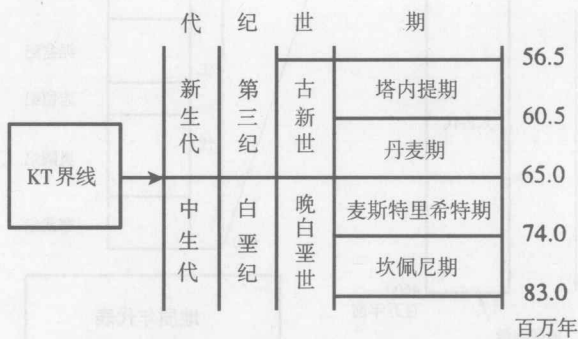 代 纪 世 期
56.5
新生代 第三纪 古新世 塔内提期
60.5
丹麦期
KT界线
65.0
中生代 白垩纪 晚白垩世 麦斯特里希特期
74.0
坎佩尼期
83.0
百万年